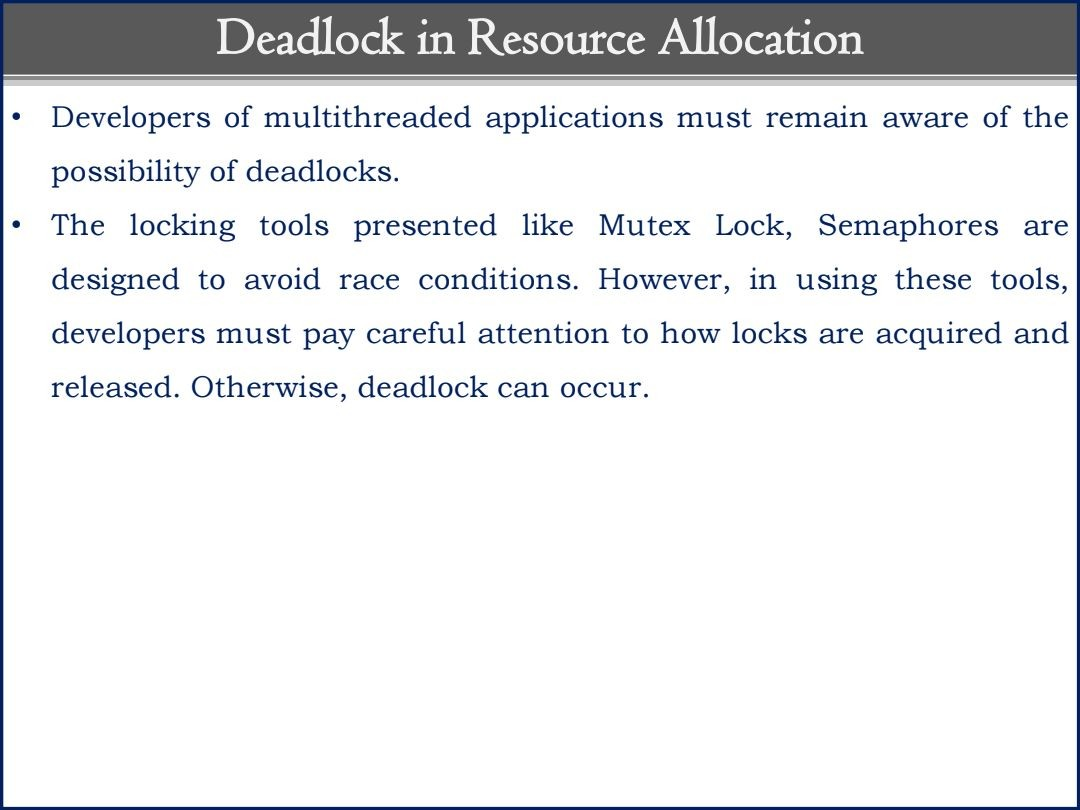 Deadlock in Resource Allocation
• Developers of multithreaded applications must remain aware of the
possibility of deadlocks.
• The locking tools presented like Mutex Lock, Semaphores are
designed to avoid race conditions. However, in using these tools,
developers must pay careful attention to how locks are acquired and
released. Otherwise, deadlock can occur.